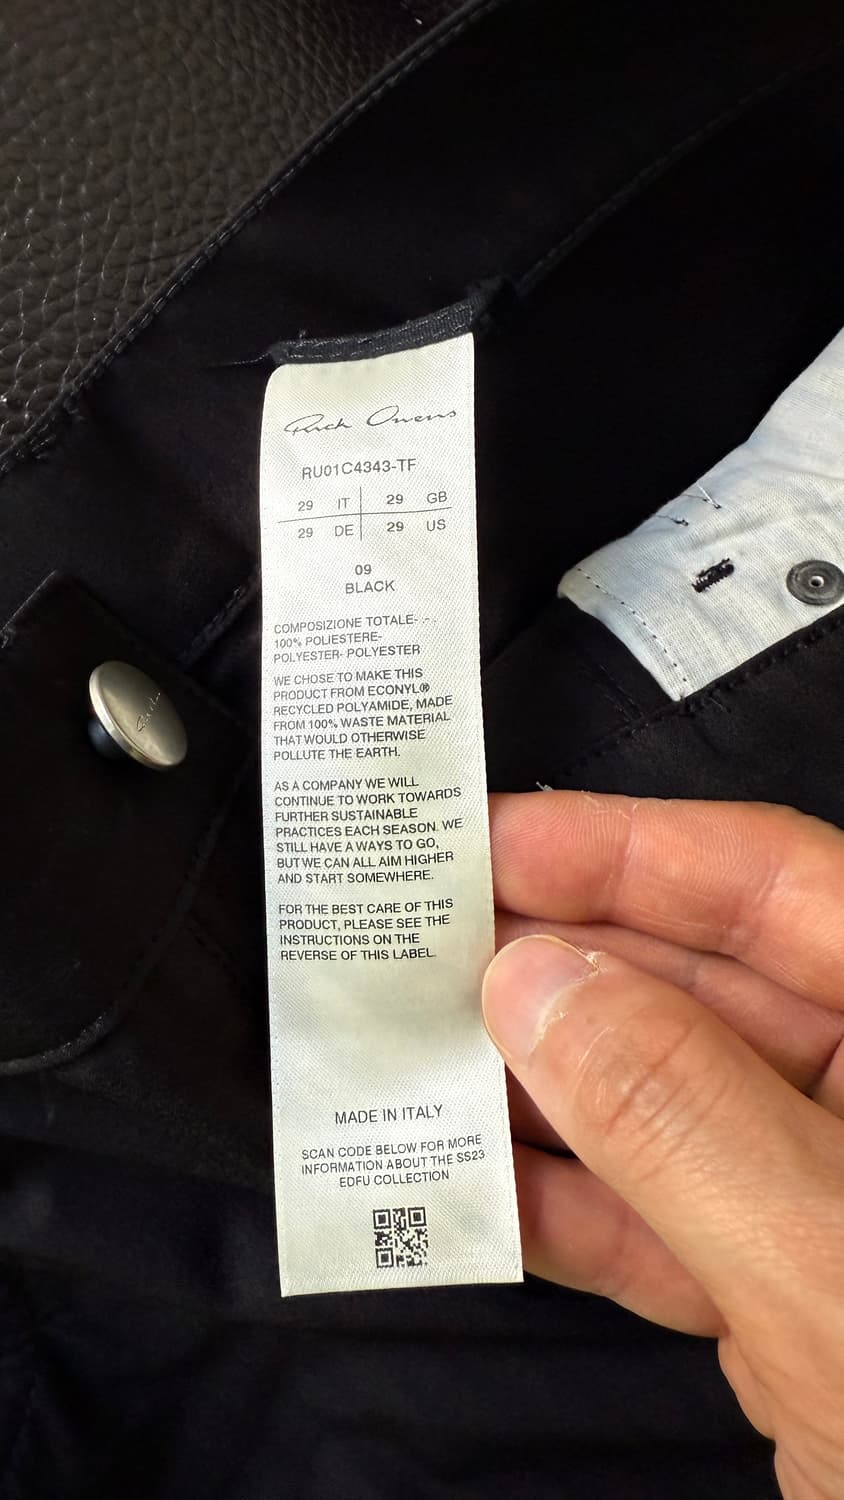 Rick Owens
RU01C4343-TF
29 IT 29 GB
29 DE 29 US
09
BLACK
COMPOSIZIONE TOTALE- .- .
100% POLIESTERE-
POLYESTER- POLYESTER
WE CHOSE TO MAKE THIS
PRODUCT FROM ECONYL®
RECYCLED POLYAMIDE, MADE
FROM 100% WASTE MATERIAL
THAT WOULD OTHERWISE
POLLUTE THE EARTH.
AS A COMPANY WE WILL
CONTINUE TO WORK TOWARDS
FURTHER SUSTAINABLE
PRACTICES EACH SEASON. WE
STILL HAVE A WAYS TO GO,
BUT WE CAN ALL AIM HIGHER
AND START SOMEWHERE.
FOR THE BEST CARE OF THIS
PRODUCT, PLEASE SEE THE
INSTRUCTIONS ON THE
REVERSE OF THIS LABEL.
MADE IN ITALY
SCAN CODE BELOW FOR MORE
INFORMATION ABOUT THE SS23
EDFU COLLECTION